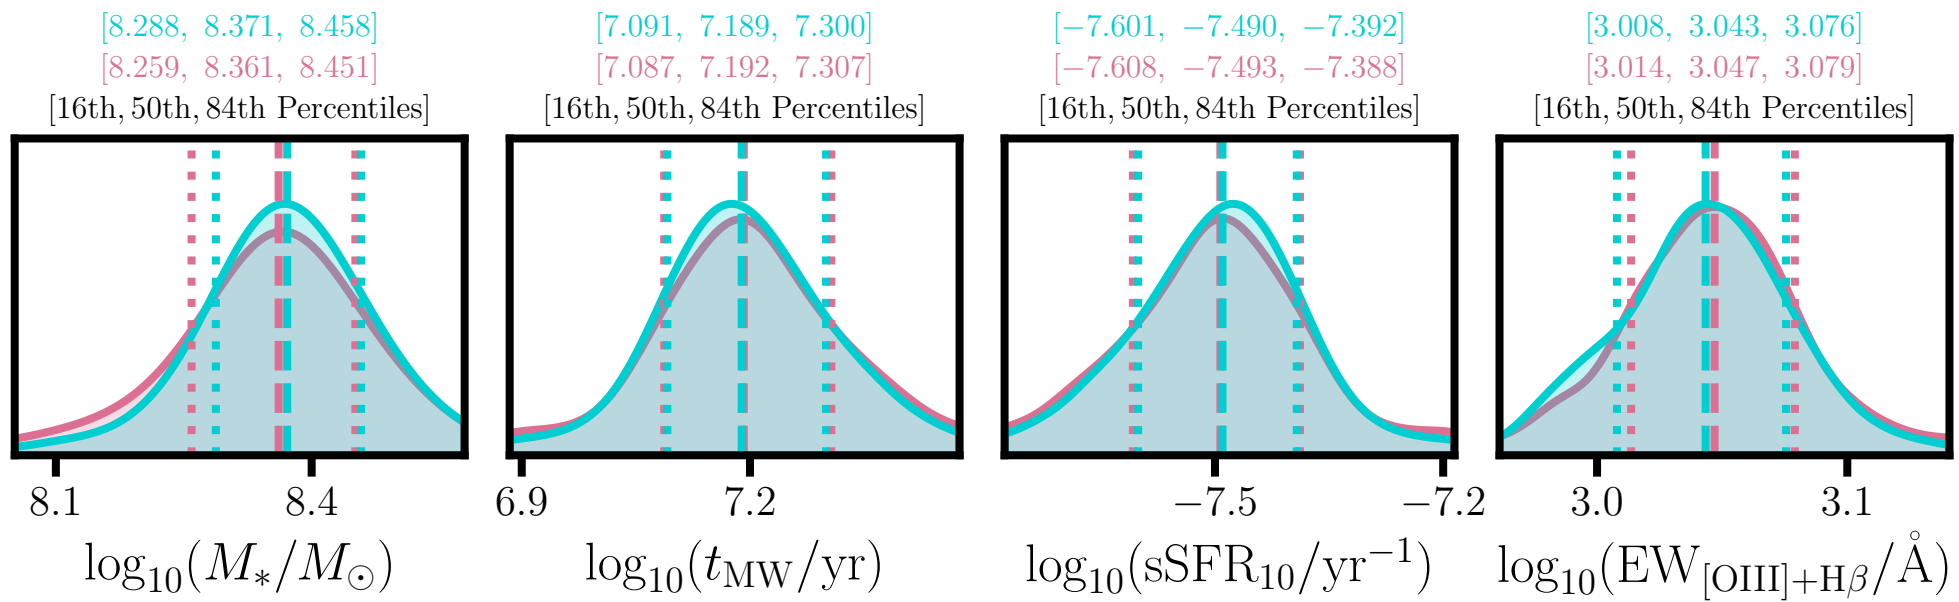 [8.288, 8.371, 8.458]
[8.259, 8.361, 8.451]
[16th, 50th, 84th Percentiles]
8.1 8.4
log₁₀(M⁎/M☉)
[7.091, 7.189, 7.300]
[7.087, 7.192, 7.307]
[16th, 50th, 84th Percentiles]
6.9 7.2
log₁₀(t_MW/yr)
[−7.601, −7.490, −7.392]
[−7.608, −7.493, −7.388]
[16th, 50th, 84th Percentiles]
−7.5 −7.2
log₁₀(sSFR₁₀/yr⁻¹)
[3.008, 3.043, 3.076]
[3.014, 3.047, 3.079]
[16th, 50th, 84th Percentiles]
3.0 3.1
log₁₀(EW_[OIII]+Hβ/Å)